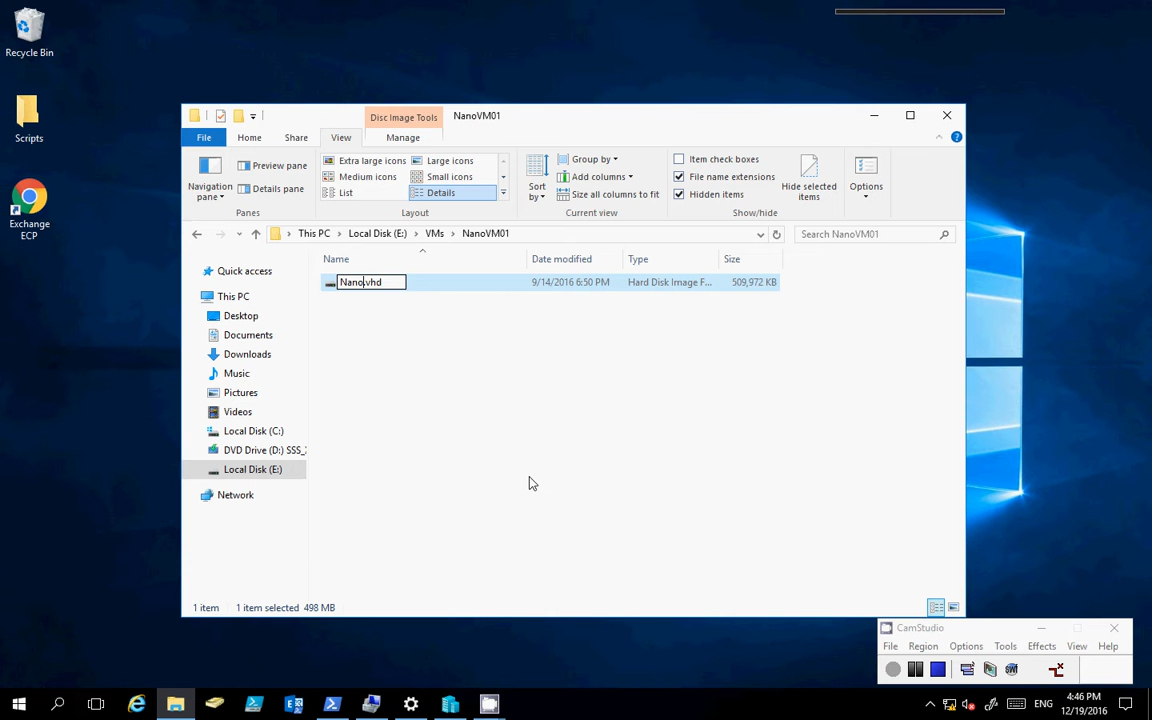 Recycle Bin
Scripts
Exchange
ECP
Disc Image Tools
NanoVM01
File
Home
Share
View
Manage
Navigation
pane
Preview pane
Details pane
Panes
Extra large icons
Large icons
Medium icons
Small icons
List
Details
Layout
Sort
by
Group by
Add columns
Size all columns to fit
Current view
Item check boxes
File name extensions
Hidden items
Hide selected
items
Show/hide
Options
This PC
Local Disk (E:)
VMs
NanoVM01
Search NanoVM01
Name
Date modified
Type
Size
Nano.vhd
9/14/2016 6:50 PM
Hard Disk Image F...
509,972 KB
Quick access
This PC
Desktop
Documents
Downloads
Music
Pictures
Videos
Local Disk (C:)
DVD Drive (D:) SSS_
Local Disk (E:)
Network
1 item
1 item selected 498 MB
CamStudio
File
Region
Options
Tools
Effects
View
Help
SWF
ENG
4:46 PM
12/19/2016